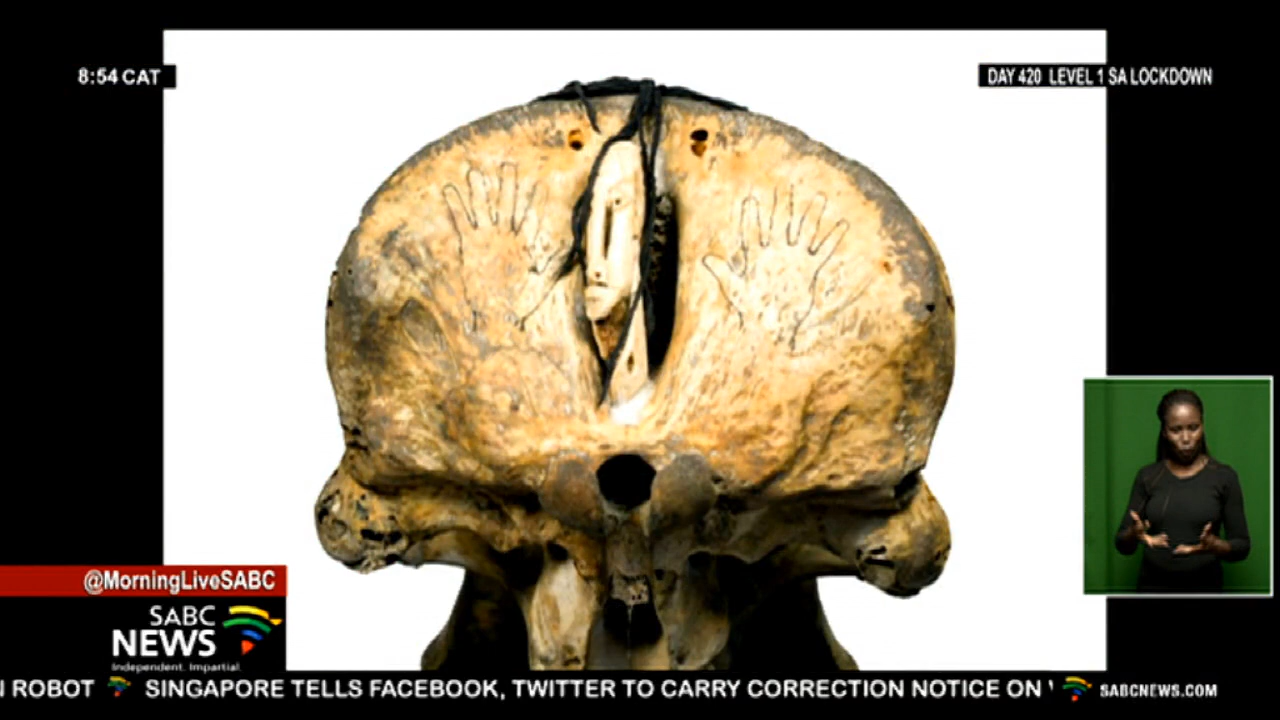 8:54 CAT
DAY 420 LEVEL 1 SA LOCKDOWN
@MorningLiveSABC
SABC
NEWS
Independent. Impartial.
N ROBOT SINGAPORE TELLS FACEBOOK, TWITTER TO CARRY CORRECTION NOTICE ON ' SABCNEWS.COM